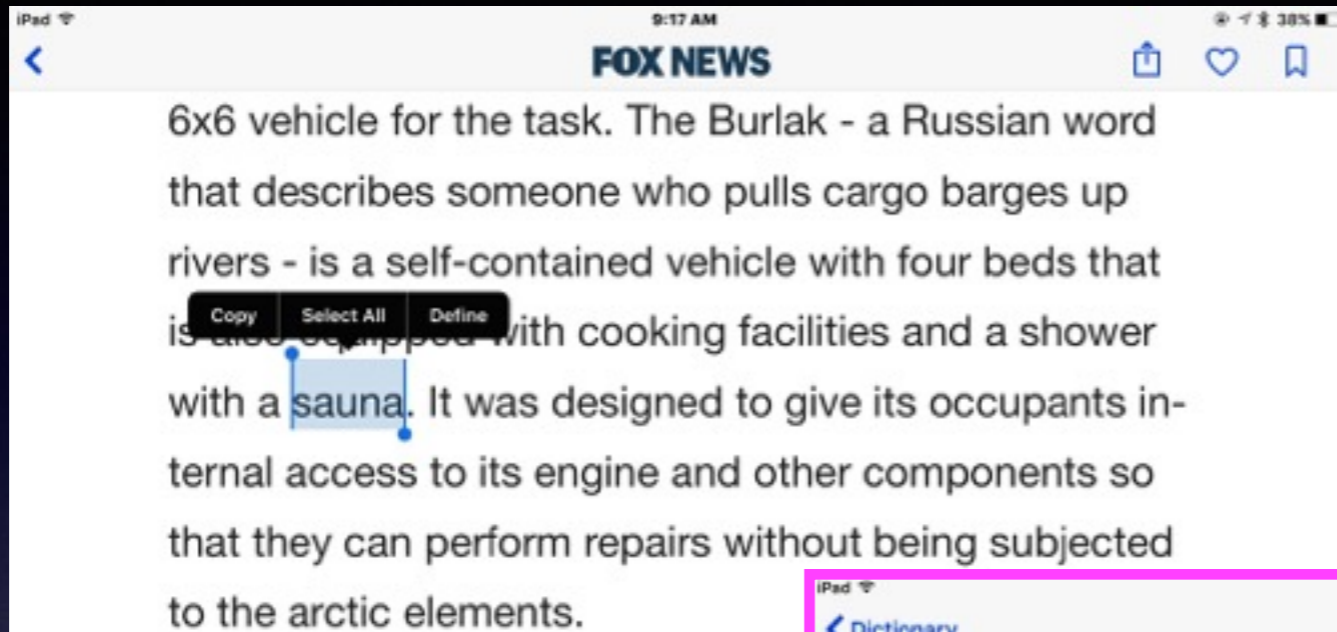 iPad 9:17 AM 38%
FOX NEWS
6x6 vehicle for the task. The Burlak - a Russian word
that describes someone who pulls cargo barges up
rivers - is a self-contained vehicle with four beds that
Copy Select All Define
is also equipped with cooking facilities and a shower
with a sauna. It was designed to give its occupants in-
ternal access to its engine and other components so
that they can perform repairs without being subjected
to the arctic elements.
iPad
Dictionary